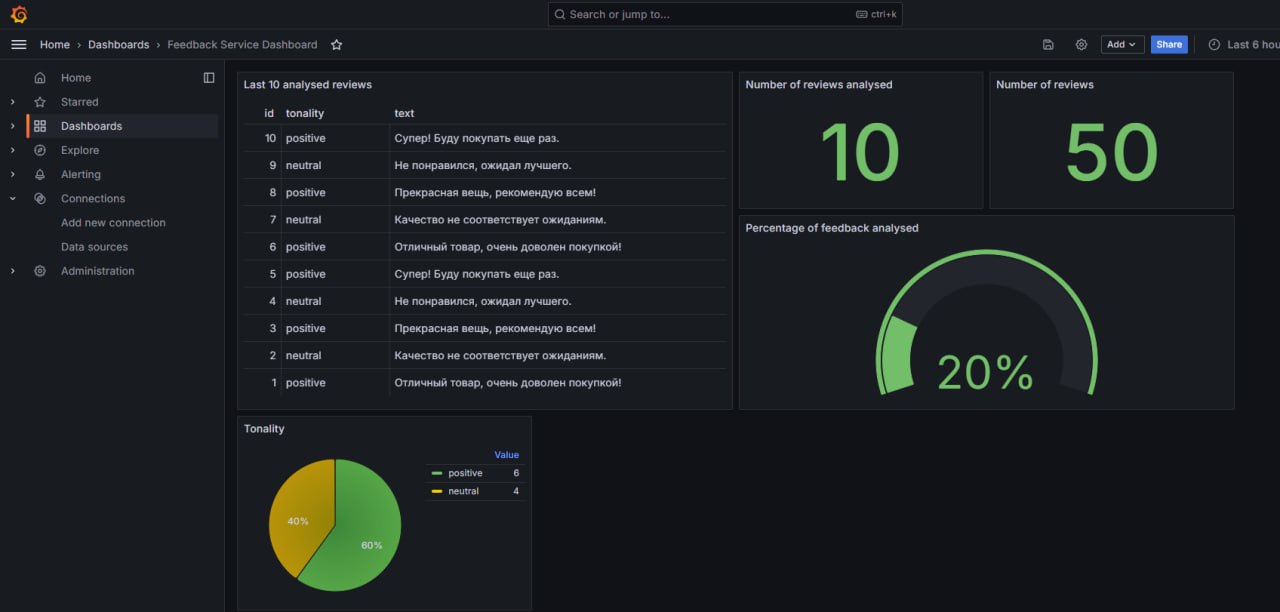 Search or jump to... ctrl+k
Home › Dashboards › Feedback Service Dashboard Add Share Last 6 hou
Home
Starred
Dashboards
Explore
Alerting
Connections
Add new connection
Data sources
Administration
Last 10 analysed reviews
id tonality text
10 positive Супер! Буду покупать еще раз.
9 neutral Не понравился, ожидал лучшего.
8 positive Прекрасная вещь, рекомендую всем!
7 neutral Качество не соответствует ожиданиям.
6 positive Отличный товар, очень доволен покупкой!
5 positive Супер! Буду покупать еще раз.
4 neutral Не понравился, ожидал лучшего.
3 positive Прекрасная вещь, рекомендую всем!
2 neutral Качество не соответствует ожиданиям.
1 positive Отличный товар, очень доволен покупкой!
Number of reviews analysed
10
Number of reviews
50
Percentage of feedback analysed
20%
Tonality
Value
positive 6
neutral 4
40%
60%